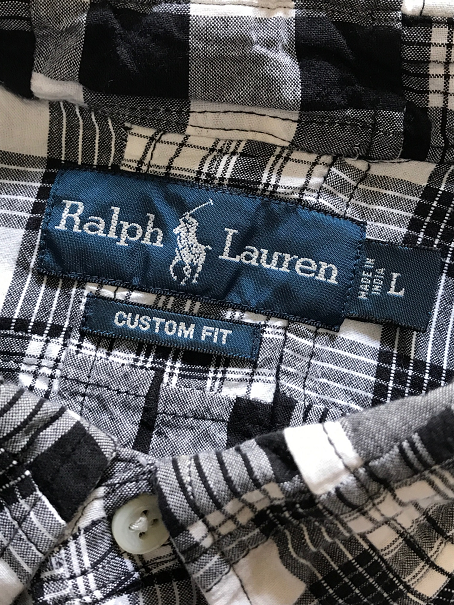 Ralph Lauren
MADE IN
INDIA
L
CUSTOM FIT